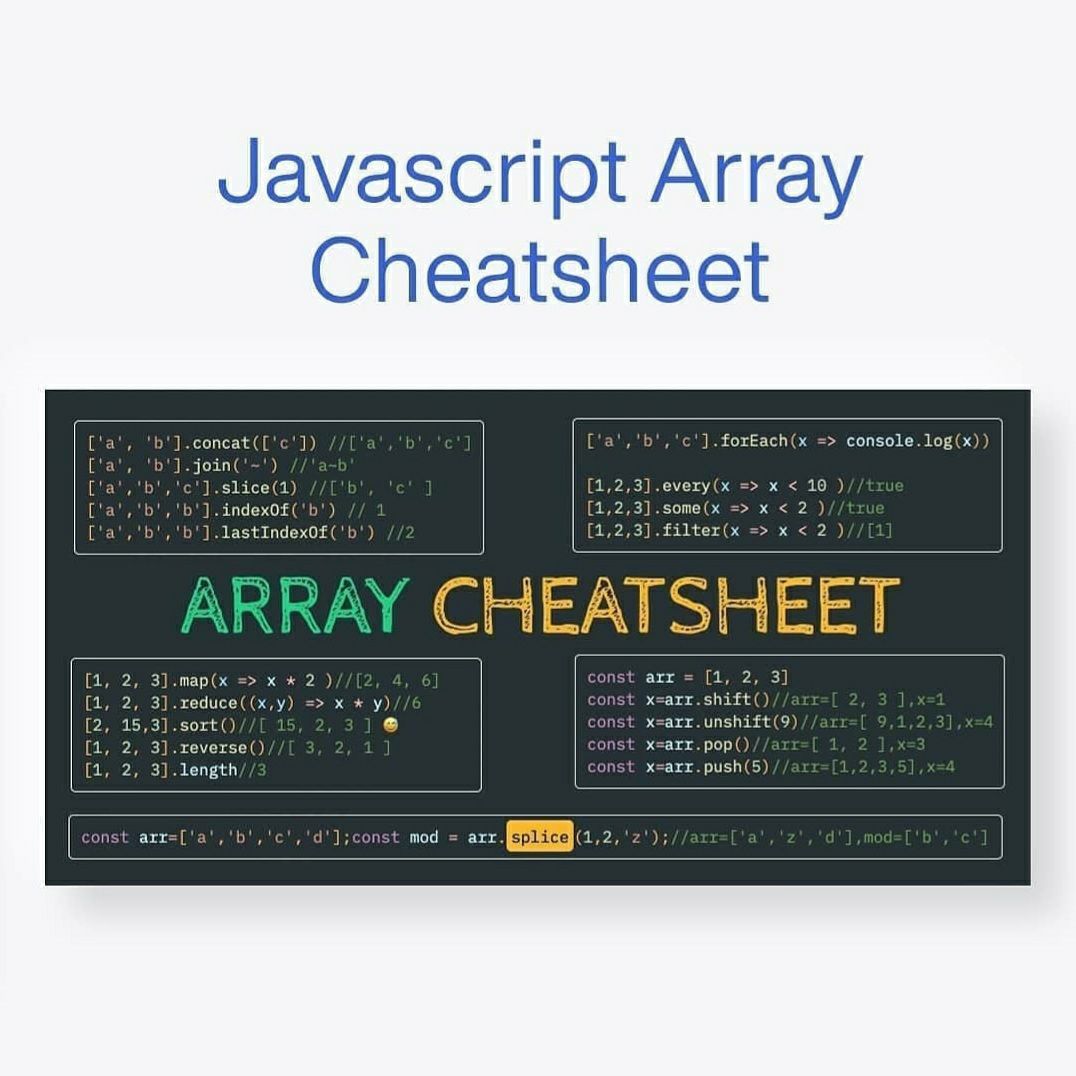 Javascript Array
Cheatsheet
['a', 'b'].concat(['c']) //['a','b','c']
['a', 'b'].join('~') //'a~b'
['a','b','c'].slice(1) //['b', 'c' ]
['a','b','b'].indexOf('b') // 1
['a','b','b'].lastIndexOf('b') //2
['a','b','c'].forEach(x => console.log(x))
[1,2,3].every(x => x < 10 )//true
[1,2,3].some(x => x < 2 )//true
[1,2,3].filter(x => x < 2 )//[1]
ARRAY CHEATSHEET
[1, 2, 3].map(x => x * 2 )//[2, 4, 6]
[1, 2, 3].reduce((x,y) => x * y)//6
[2, 15,3].sort()//[ 15, 2, 3 ] 😅
[1, 2, 3].reverse()//[ 3, 2, 1 ]
[1, 2, 3].length//3
const arr = [1, 2, 3]
const x=arr.shift()//arr=[ 2, 3 ],x=1
const x=arr.unshift(9)//arr=[ 9,1,2,3],x=4
const x=arr.pop()//arr=[ 1, 2 ],x=3
const x=arr.push(5)//arr=[1,2,3,5],x=4
const arr=['a','b','c','d'];const mod = arr.splice(1,2,'z');//arr=['a','z','d'],mod=['b','c']